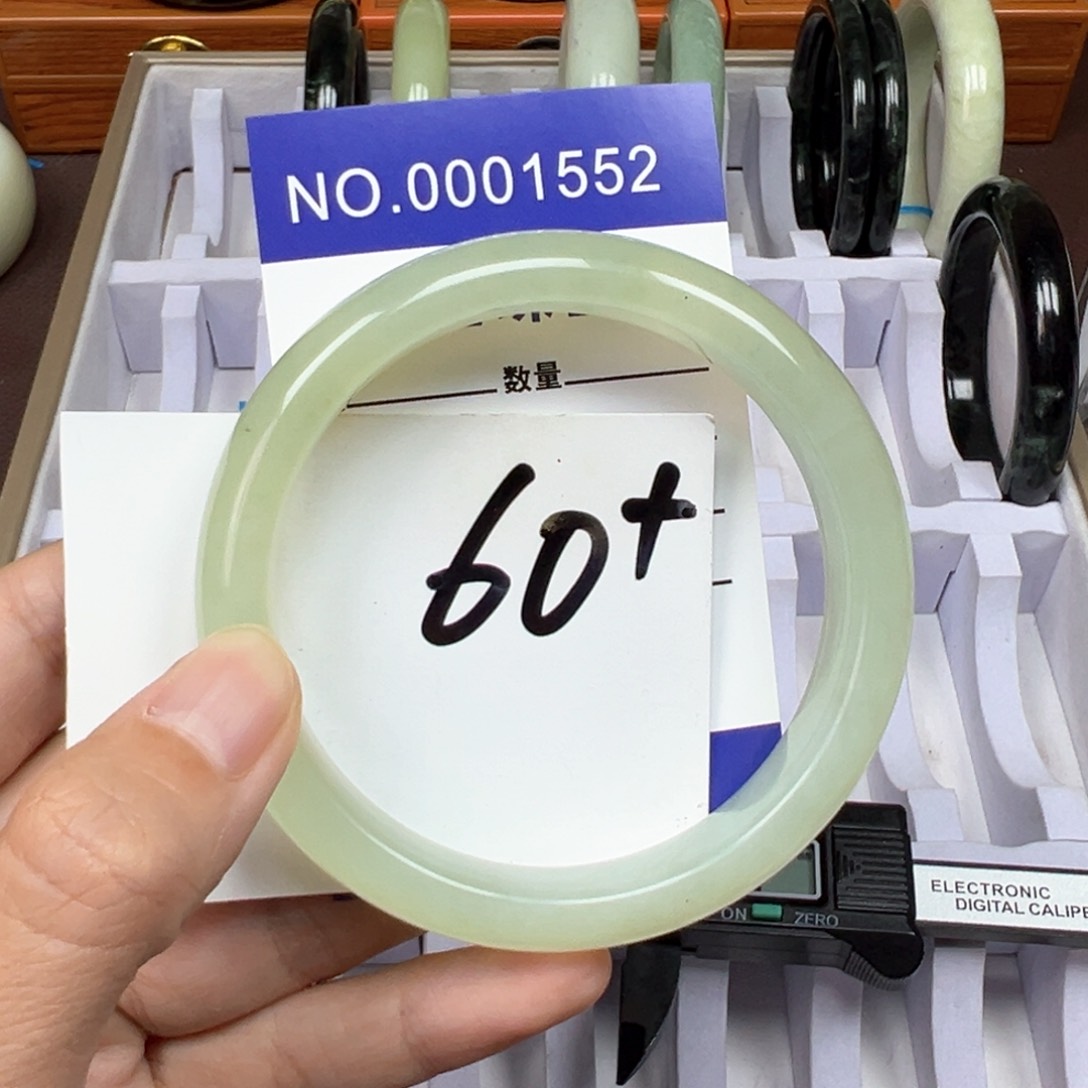 NO.0001552
数量
60+
ELECTRONIC
DIGITAL CALIPE
ON ZERO